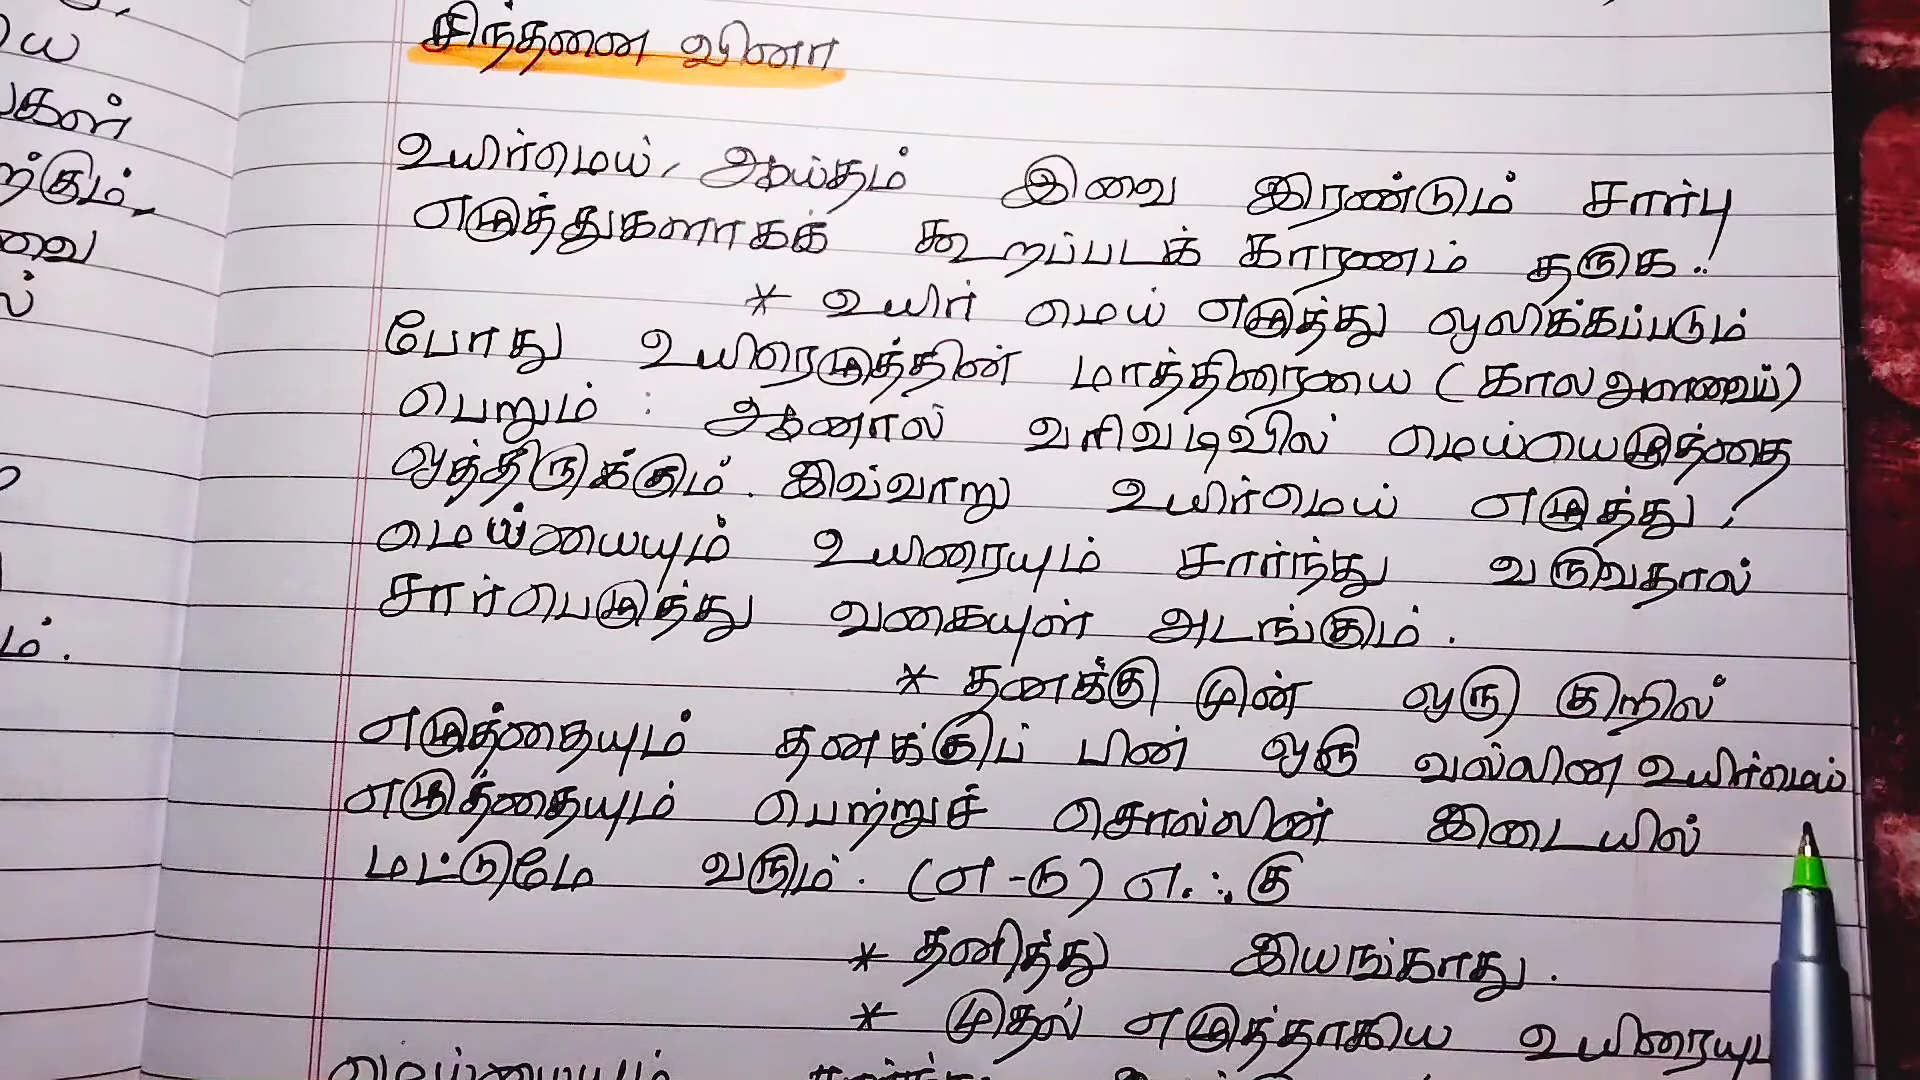 சிந்தனை வினா
உயிர்மெய், ஆய்தம் இவை இரண்டும் சார்பு
எழுத்துகளாகக் கூறப்படக் காரணம் தருக..!
* உயிர் மெய் எழுத்து ஒலிக்கப்படும்
போது உயிரெழுத்தின் மாத்திரையை (கால அளவைப்)
பெறும் : ஆனால் வரிவடிவில் மெய்யெழுத்தை
ஒத்திருக்கும். இவ்வாறு உயிர்மெய் எழுத்து!
மெய்யையும் உயிரையும் சார்ந்து வருவதால்
சார்பெழுத்து வகையுள் அடங்கும்.
* தனக்கு முன் ஒரு குறில்
எழுத்தையும் தனக்குப் பின் ஒரு வல்லின உயிர்மெய்
எழுத்தையும் பெற்றுச் சொல்லின் இடையில்
மட்டுமே வரும். (எ-டு) எஃகு
* தனித்து இயங்காது.
* முதல் எழுத்தாகிய உயிரையு
மெய்யையும்
ய
கள்
ற்கும்,
வை
ல்
ம்.